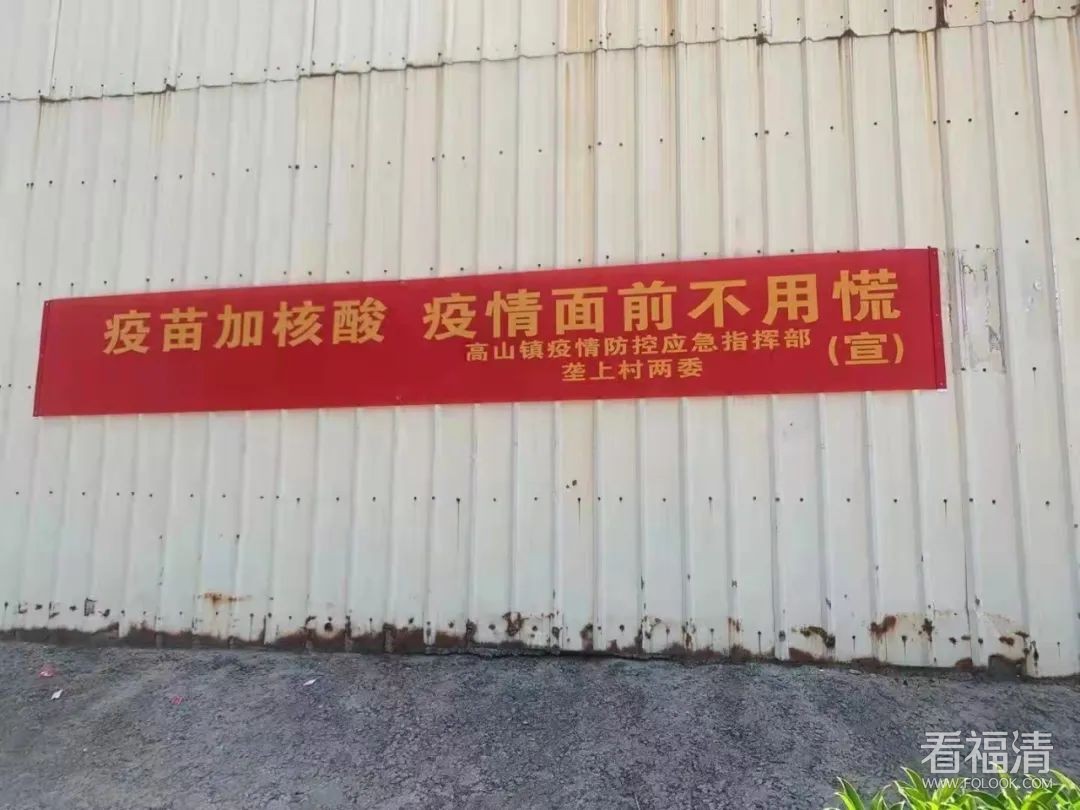 疫苗加核酸 疫情面前不用慌
高山镇疫情防控应急指挥部
垄上村两委
(宣)
看福清
WWW.FQLOOK.COM